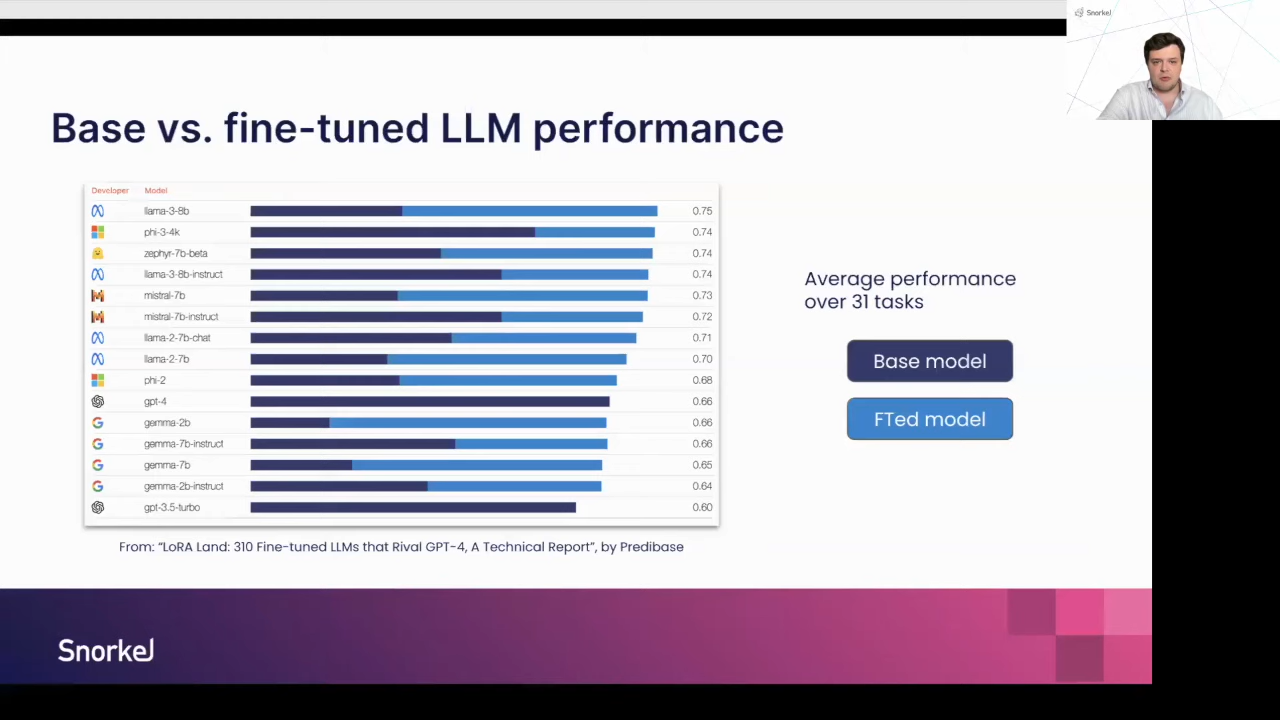 Snorkel
Base vs. fine-tuned LLM performance
Developer Model
llama-3-8b 0.75
phi-3-4k 0.74
zephyr-7b-beta 0.74
llama-3-8b-instruct 0.74
mistral-7b 0.73
mistral-7b-instruct 0.72
llama-2-7b-chat 0.71
llama-2-7b 0.70
phi-2 0.68
gpt-4 0.66
gemma-2b 0.66
gemma-7b-instruct 0.66
gemma-7b 0.65
gemma-2b-instruct 0.64
gpt-3.5-turbo 0.60
Average performance
over 31 tasks
Base model
FTed model
From: “LoRA Land: 310 Fine-tuned LLMs that Rival GPT-4, A Technical Report”, by Predibase
Snorkel